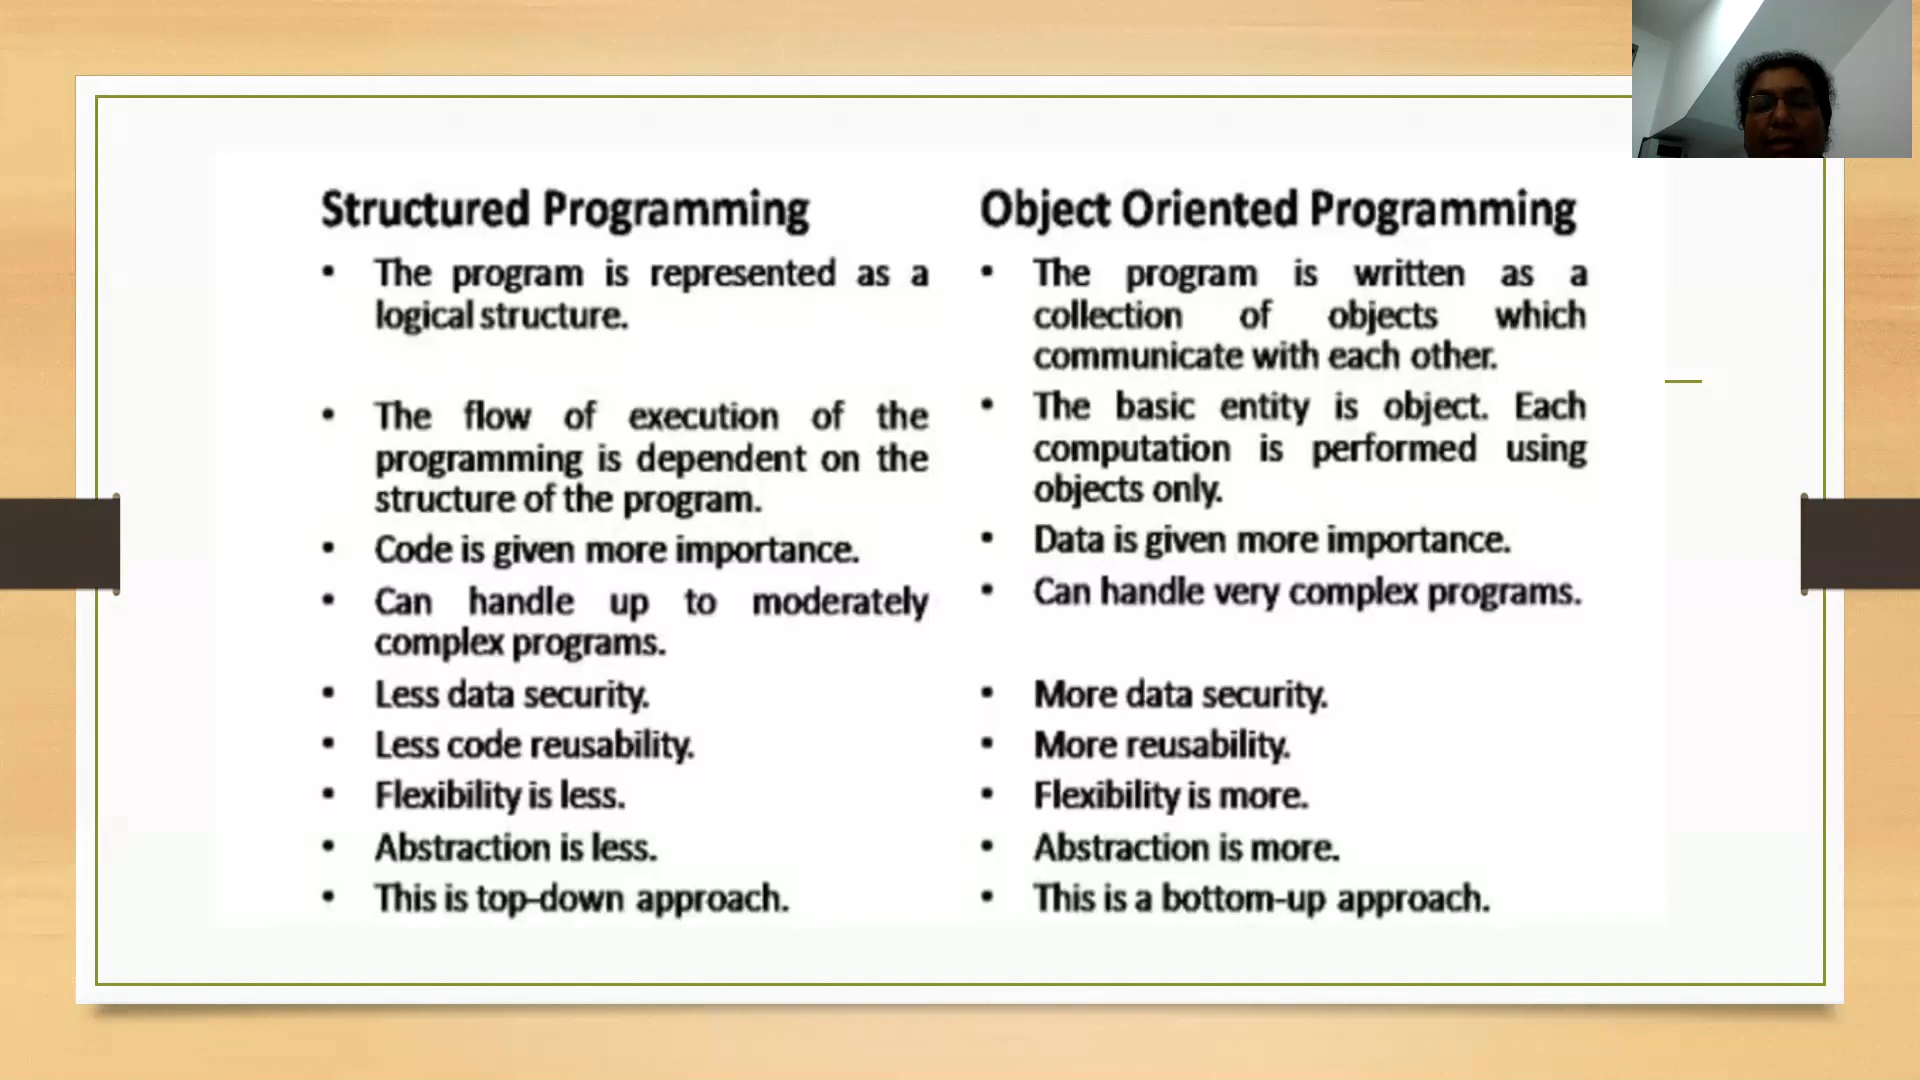 Structured Programming
• The program is represented as a
logical structure.
• The flow of execution of the
programming is dependent on the
structure of the program.
• Code is given more importance.
• Can handle up to moderately
complex programs.
• Less data security.
• Less code reusability.
• Flexibility is less.
• Abstraction is less.
• This is top-down approach.
Object Oriented Programming
• The program is written as a
collection of objects which
communicate with each other.
• The basic entity is object. Each
computation is performed using
objects only.
• Data is given more importance.
• Can handle very complex programs.
• More data security.
• More reusability.
• Flexibility is more.
• Abstraction is more.
• This is a bottom-up approach.